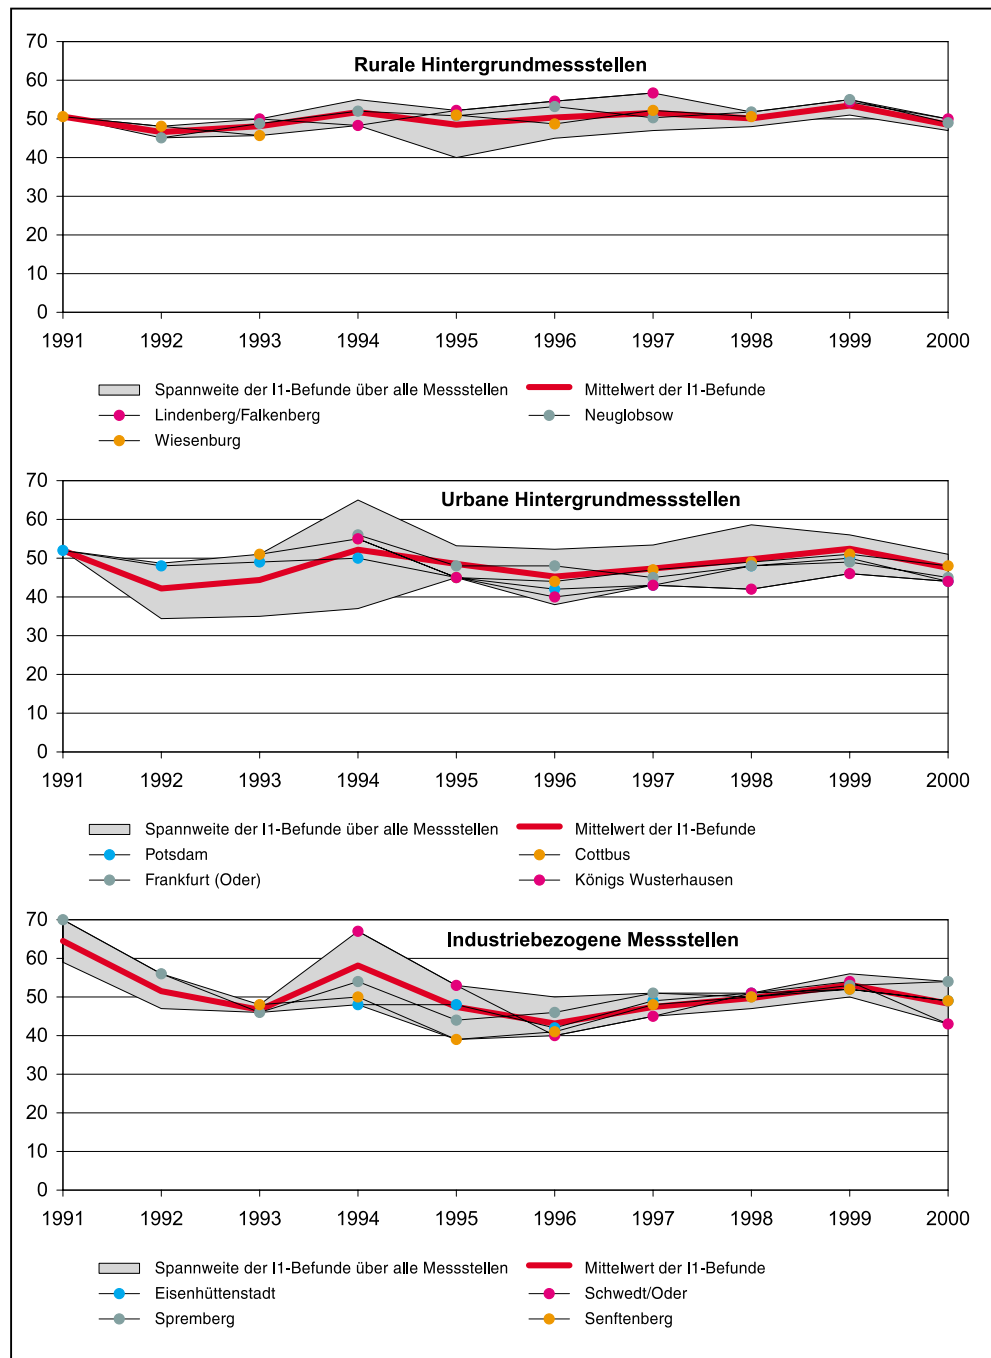 Rurale Hintergrundmessstellen
70
60
50
40
30
20
10
0
1991 1992 1993 1994 1995 1996 1997 1998 1999 2000
Spannweite der I1-Befunde über alle Messstellen Mittelwert der I1-Befunde
Lindenberg/Falkenberg Neuglobsow
Wiesenburg
Urbane Hintergrundmessstellen
70
60
50
40
30
20
10
0
1991 1992 1993 1994 1995 1996 1997 1998 1999 2000
Spannweite der I1-Befunde über alle Messstellen Mittelwert der I1-Befunde
Potsdam Cottbus
Frankfurt (Oder) Königs Wusterhausen
Industriebezogene Messstellen
70
60
50
40
30
20
10
0
1991 1992 1993 1994 1995 1996 1997 1998 1999 2000
Spannweite der I1-Befunde über alle Messstellen Mittelwert der I1-Befunde
Eisenhüttenstadt Schwedt/Oder
Spremberg Senftenberg